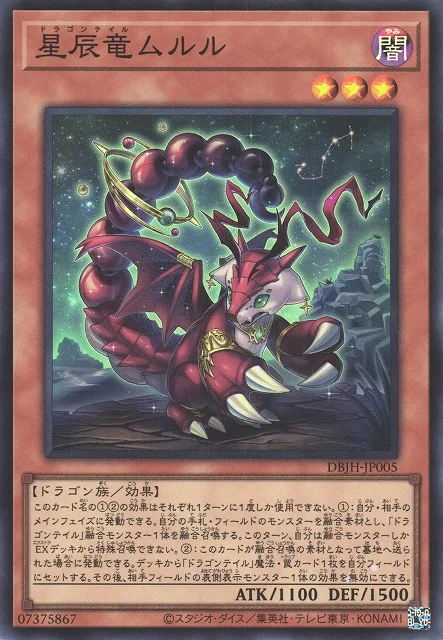 ドラゴンテイル
星辰竜ムルル
やみ
闇
DBJH-JP005
【ドラゴン族／効果】
このカード名の①②の効果はそれぞれ1ターンに1度しか使用できない。①：自分・相手の
メインフェイズに発動できる。自分の手札・フィールドのモンスターを融合素材とし、「ドラ
ゴンテイル」融合モンスター1体を融合召喚する。このターン、自分は融合モンスターしか
EXデッキから特殊召喚できない。②：このカードが融合召喚の素材となって墓地へ送ら
れた場合に発動できる。デッキから「ドラゴンテイル」魔法・罠カード1枚を自分フィールド
にセットする。その後、相手フィールドの表側表示モンスター1体の効果を無効にできる。
ATK/1100 DEF/1500
07375867
©スタジオ・ダイス／集英社・テレビ東京・KONAMI